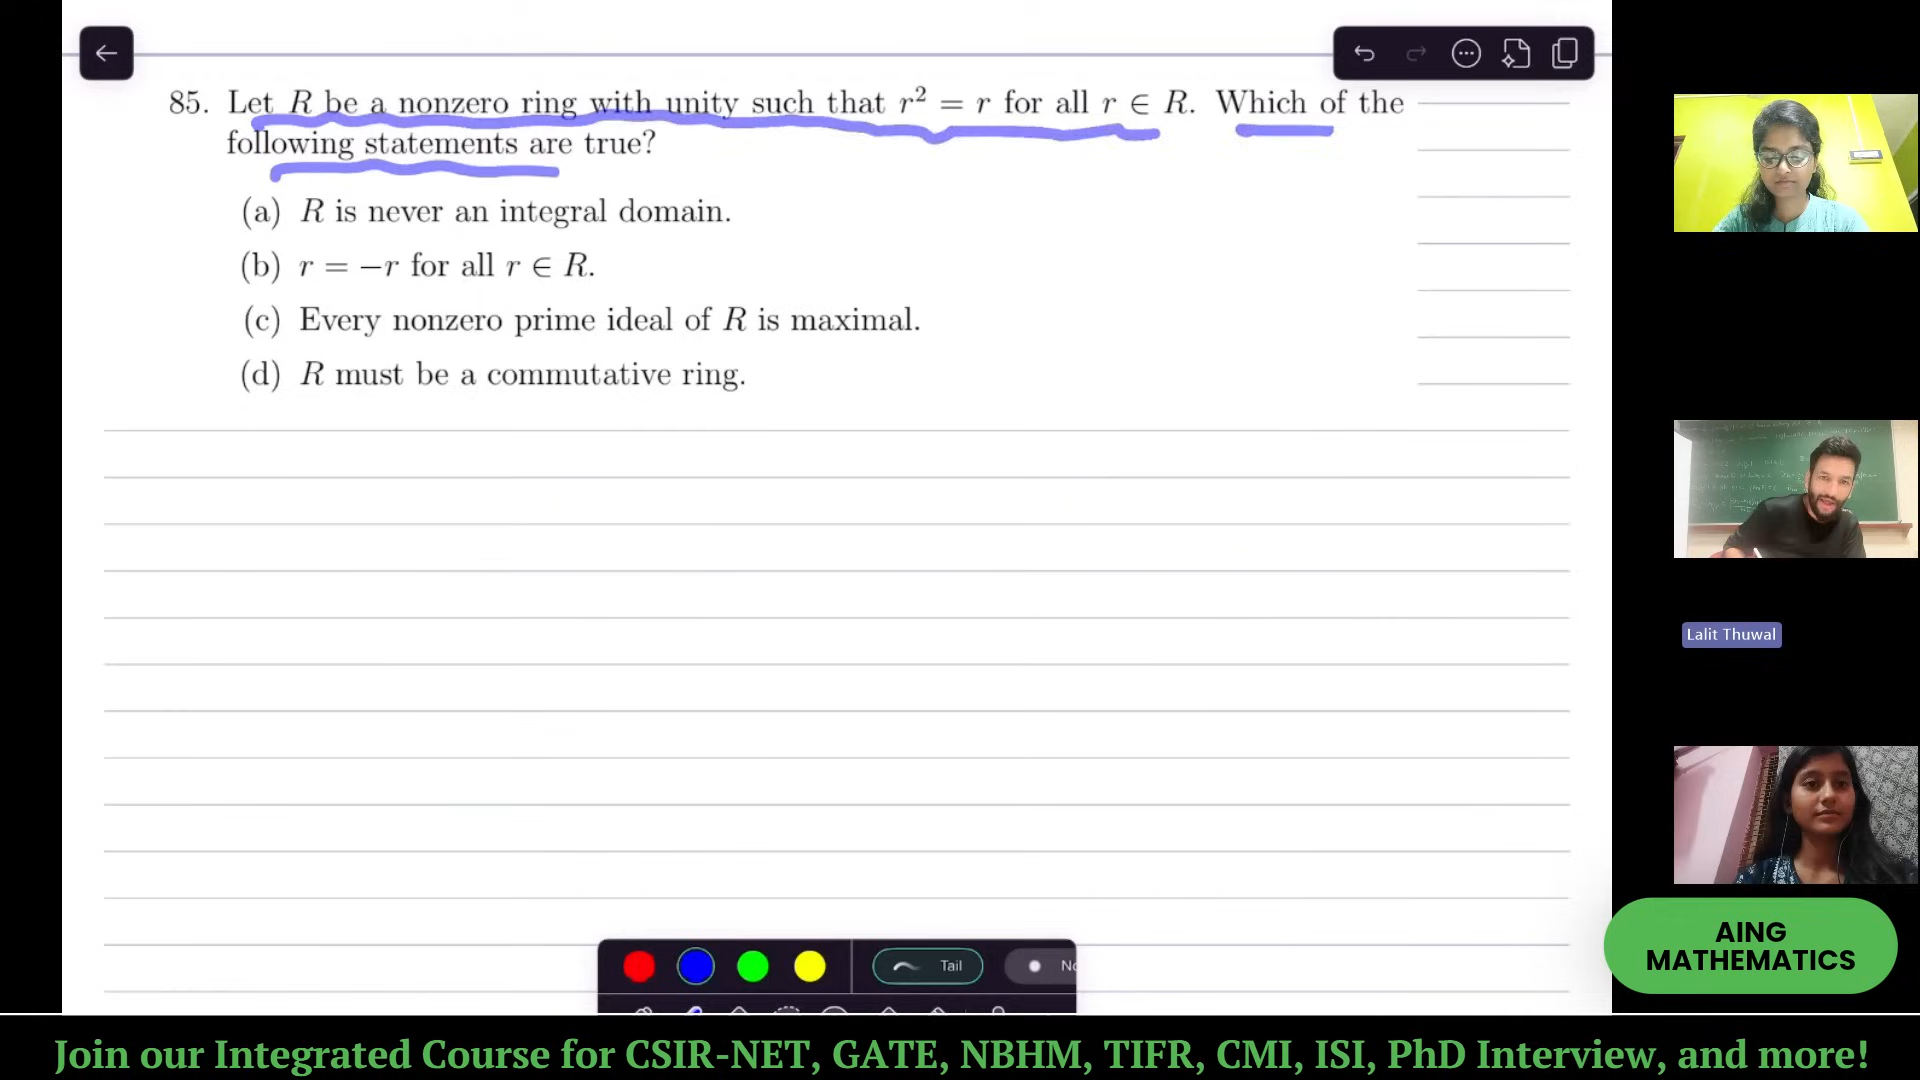 85. Let R be a nonzero ring with unity such that r² = r for all r ∈ R. Which of the
following statements are true?
(a) R is never an integral domain.
(b) r = −r for all r ∈ R.
(c) Every nonzero prime ideal of R is maximal.
(d) R must be a commutative ring.
Tail
Lalit Thuwal
AING
MATHEMATICS
Join our Integrated Course for CSIR-NET, GATE, NBHM, TIFR, CMI, ISI, PhD Interview, and more!